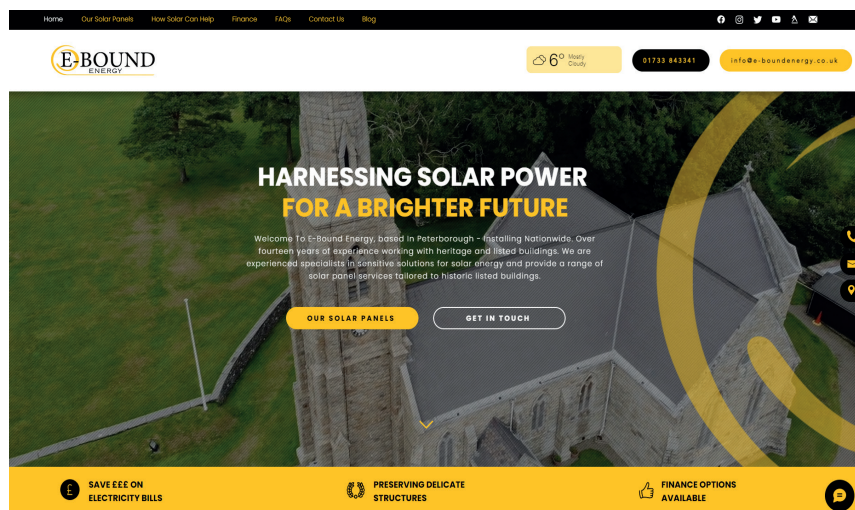 Home Our Solar Panels How Solar Can Help Finance FAQs Contact Us Blog
E-BOUND
ENERGY
6° Mostly
Cloudy
01733 843341
info@e-boundenergy.co.uk
HARNESSING SOLAR POWER
FOR A BRIGHTER FUTURE
Welcome To E-Bound Energy, based in Peterborough - Installing Nationwide. Over
fourteen years of experience working with heritage and listed buildings. We are
experienced specialists in sensitive solutions for solar energy and provide a range of
solar panel services tailored to historic listed buildings.
OUR SOLAR PANELS
GET IN TOUCH
£ SAVE £££ ON
ELECTRICITY BILLS
PRESERVING DELICATE
STRUCTURES
FINANCE OPTIONS
AVAILABLE